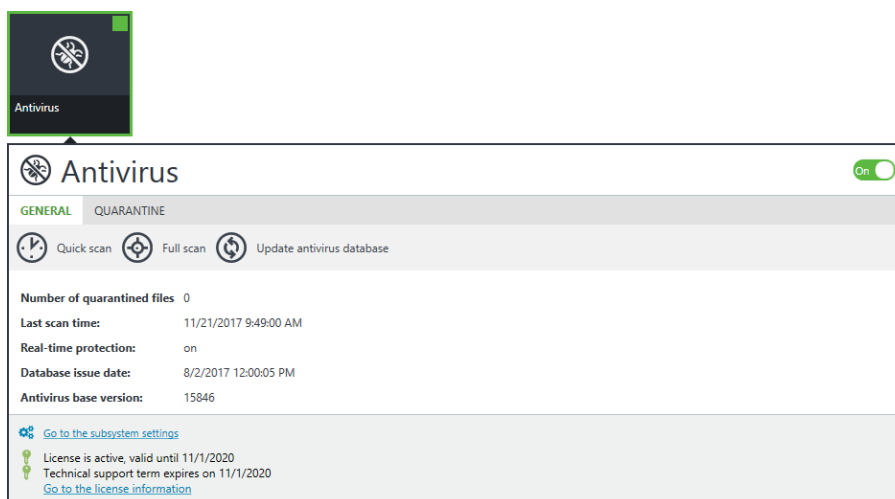 Antivirus
Antivirus
On
GENERAL QUARANTINE
Quick scan Full scan Update antivirus database
Number of quarantined files 0
Last scan time: 11/21/2017 9:49:00 AM
Real-time protection: on
Database issue date: 8/2/2017 12:00:05 PM
Antivirus base version: 15846
Go to the subsystem settings
License is active, valid until 11/1/2020
Technical support term expires on 11/1/2020
Go to the license information